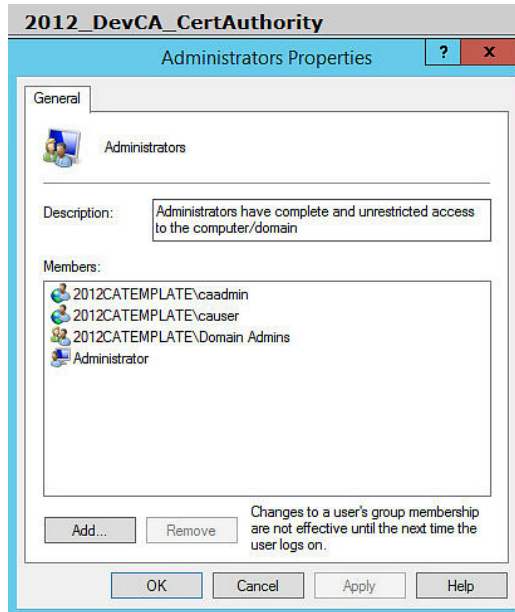 2012_DevCA_CertAuthority
Administrators Properties
? x
General
Administrators
Description:
Administrators have complete and unrestricted access
to the computer/domain
Members:
2012CATEMPLATE\caadmin
2012CATEMPLATE\causer
2012CATEMPLATE\Domain Admins
Administrator
Add...
Remove
Changes to a user's group membership
are not effective until the next time the
user logs on.
OK
Cancel
Apply
Help